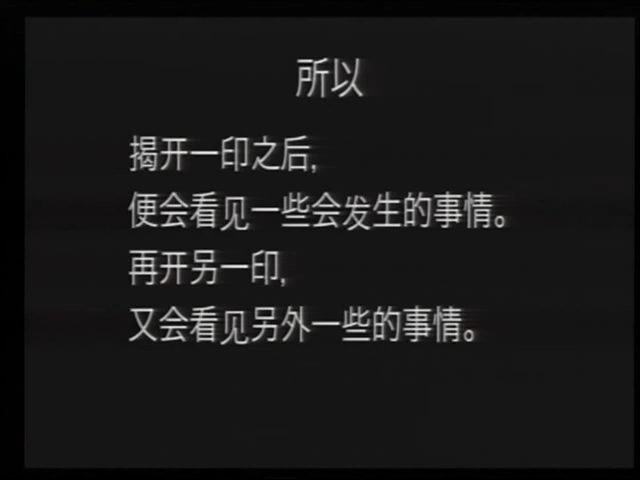 所以
揭开一印之后,
便会看见一些会发生的事情。
再开另一印,
又会看见另外一些的事情。